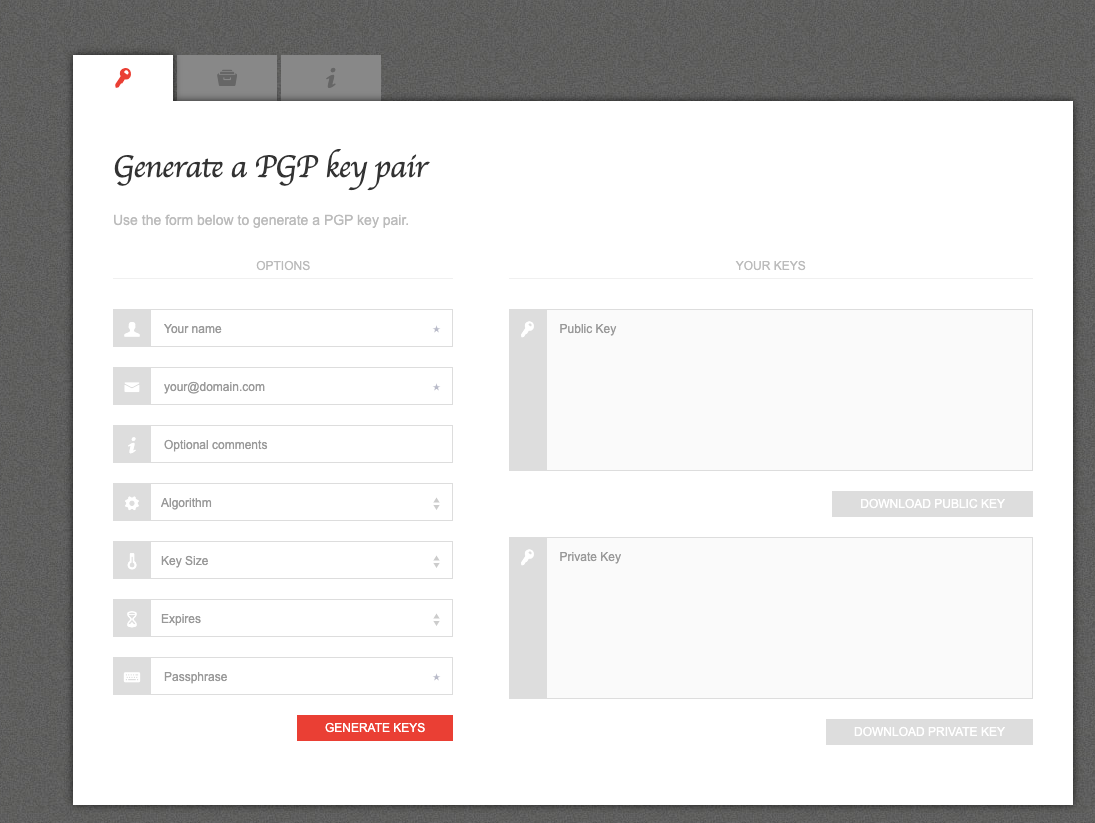 Generate a PGP key pair
Use the form below to generate a PGP key pair.
OPTIONS
Your name *
your@domain.com *
Optional comments
Algorithm
Key Size
Expires
Passphrase *
GENERATE KEYS
YOUR KEYS
Public Key
DOWNLOAD PUBLIC KEY
Private Key
DOWNLOAD PRIVATE KEY